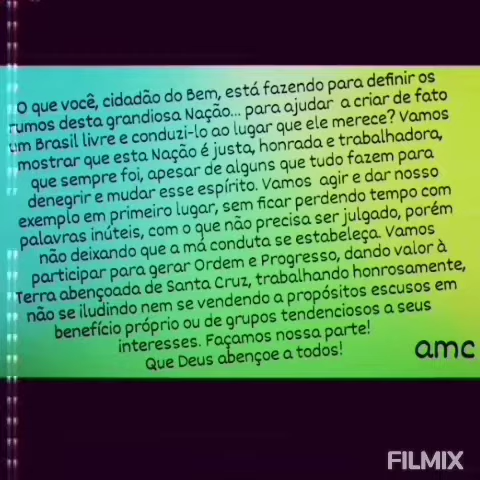 O que você, cidadão do Bem, está fazendo para definir os
rumos desta grandiosa Nação... para ajudar a criar de fato
um Brasil livre e conduzi-lo ao lugar que ele merece? Vamos
mostrar que esta Nação é justa, honrada e trabalhadora,
que sempre foi, apesar de alguns que tudo fazem para
denegrir e mudar esse espírito. Vamos agir e dar nosso
exemplo em primeiro lugar, sem ficar perdendo tempo com
palavras inúteis, com o que não precisa ser julgado, porém
não deixando que a má conduta se estabeleça. Vamos
participar para gerar Ordem e Progresso, dando valor à
Terra abençoada de Santa Cruz, trabalhando honrosamente,
não se iludindo nem se vendendo a propósitos escusos em
benefício próprio ou de grupos tendenciosos a seus
interesses. Façamos nossa parte!
Que Deus abençoe a todos!
amc
FILMIX